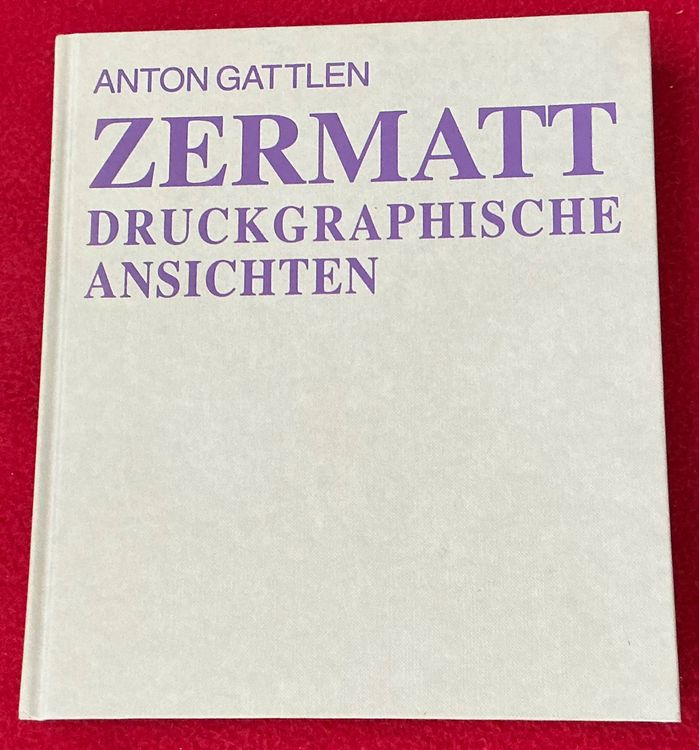 ANTON GATTLEN
ZERMATT
DRUCKGRAPHISCHE
ANSICHTEN